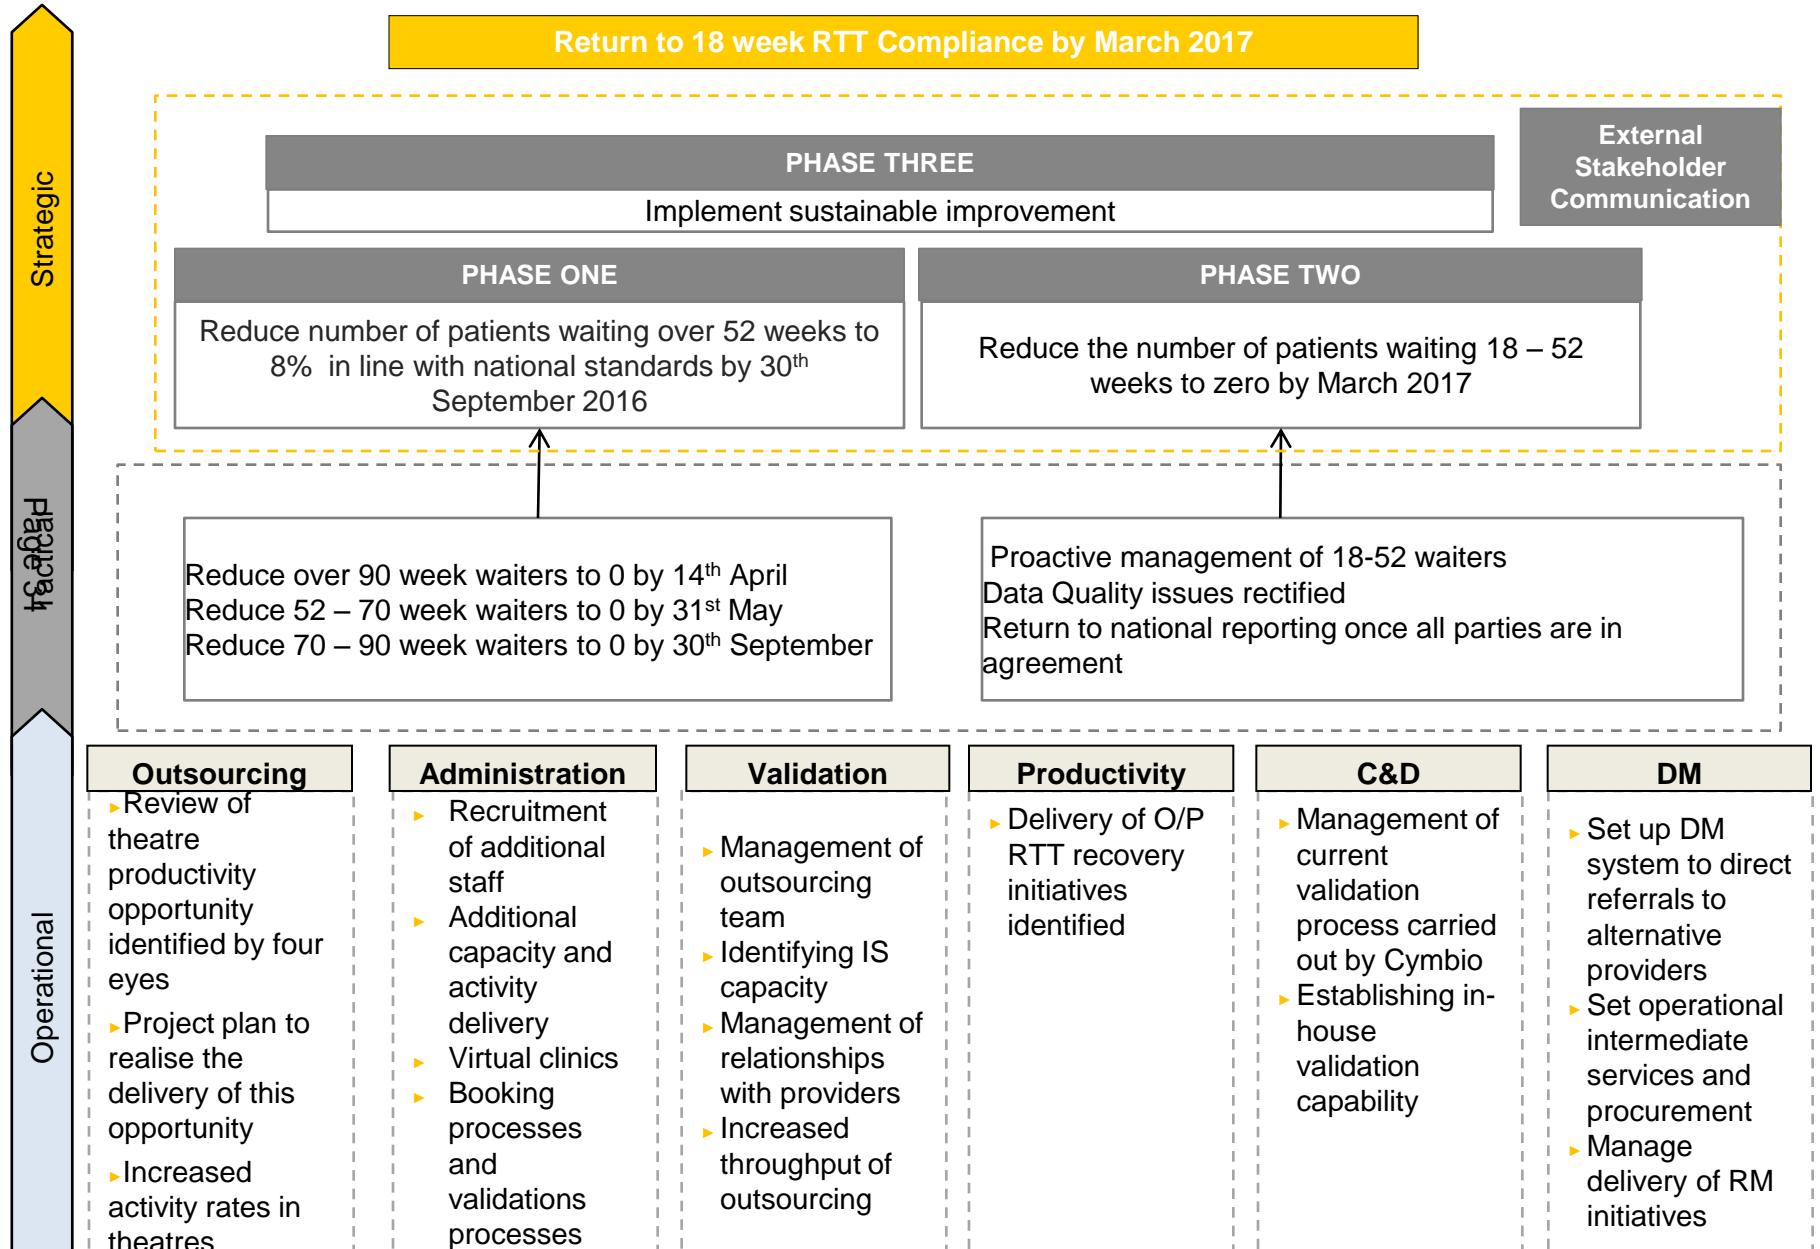 Return to 18 week RTT Compliance by March 2017
External
Stakeholder
Communication
PHASE THREE
Implement sustainable improvement
Strategic
PHASE ONE
Reduce number of patients waiting over 52 weeks to
8% in line with national standards by 30th
September 2016
PHASE TWO
Reduce the number of patients waiting 18 – 52
weeks to zero by March 2017
Tactical
Page 31
Reduce over 90 week waiters to 0 by 14th April
Reduce 52 – 70 week waiters to 0 by 31st May
Reduce 70 – 90 week waiters to 0 by 30th September
Proactive management of 18-52 waiters
Data Quality issues rectified
Return to national reporting once all parties are in
agreement
Operational
Outsourcing
►Review of
theatre
productivity
opportunity
identified by four
eyes
►Project plan to
realise the
delivery of this
opportunity
►Increased
activity rates in
theatres
Administration
► Recruitment
of additional
staff
► Additional
capacity and
activity
delivery
► Virtual clinics
► Booking
processes
and
validations
processes
Validation
► Management of
outsourcing
team
► Identifying IS
capacity
► Management of
relationships
with providers
► Increased
throughput of
outsourcing
Productivity
► Delivery of O/P
RTT recovery
initiatives
identified
C&D
► Management of
current
validation
process carried
out by Cymbio
► Establishing in-
house
validation
capability
DM
► Set up DM
system to direct
referrals to
alternative
providers
► Set operational
intermediate
services and
procurement
► Manage
delivery of RM
initiatives